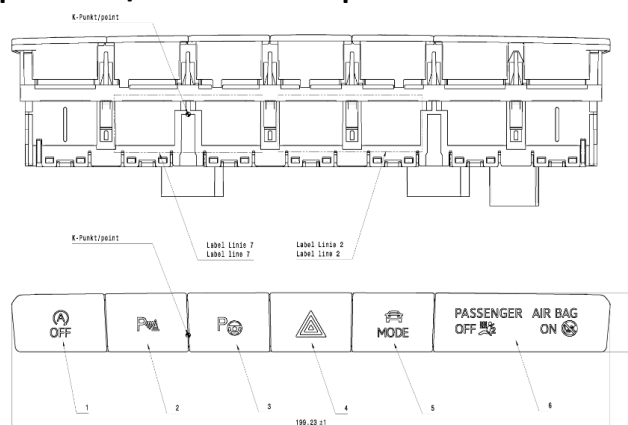 K-Punkt/point
Label Linie 7
Label line 7
Label Linie 2
Label line 2
K-Punkt/point
A
OFF
P
P
MODE
PASSENGER AIR BAG
OFF ON
1
2
3
4
5
6
199.23 ±1